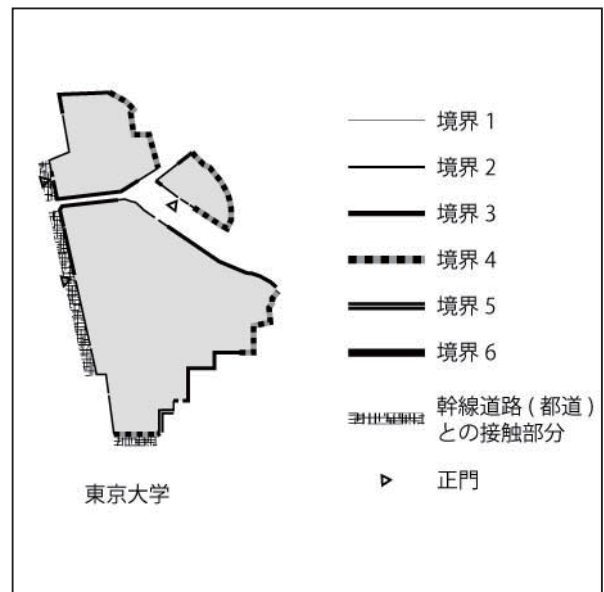 境界 1
境界 2
境界 3
境界 4
境界 5
境界 6
幹線道路 ( 都道 )
との接触部分
正門
東京大学